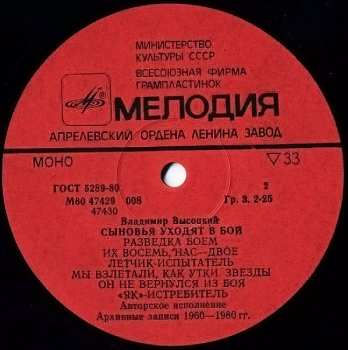 МИНИСТЕРСТВО
КУЛЬТУРЫ СССР
ВСЕСОЮЗНАЯ ФИРМА
ГРАМПЛАСТИНОК
МЕЛОДИЯ
АПРЕЛЕВСКИЙ ОРДЕНА ЛЕНИНА ЗАВОД
МОНО ▽33
ГОСТ 5289-80 2
М60 47429 008 Гр. 3. 2-25
47430
Владимир Высоцкий
СЫНОВЬЯ УХОДЯТ В БОЙ
РАЗВЕДКА БОЕМ
ИХ ВОСЕМЬ, НАС—ДВОЕ
ЛЕТЧИК-ИСПЫТАТЕЛЬ
МЫ ВЗЛЕТАЛИ, КАК УТКИ ЗВЕЗДЫ
ОН НЕ ВЕРНУЛСЯ ИЗ БОЯ
«ЯК»-ИСТРЕБИТЕЛЬ
Авторское исполнение
Архивные записи 1960—1980 гг.